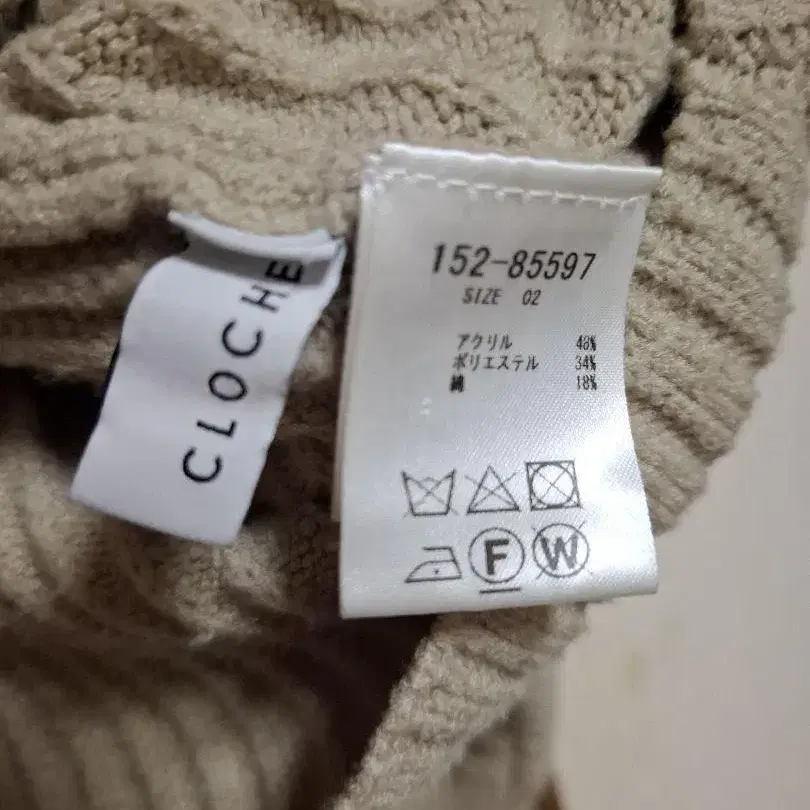 CLOCHE
152-85597
SIZE 02
アクリル 48%
ポリエステル 34%
綿 18%
F W